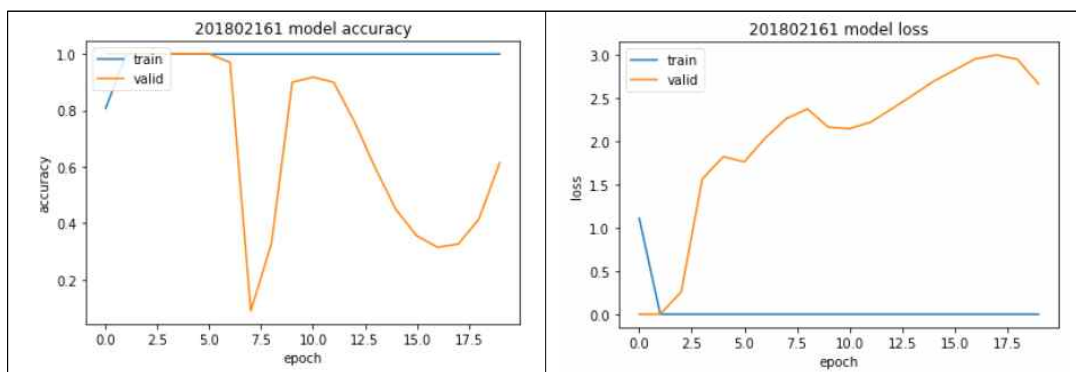 201802161 model accuracy
train
valid
1.0
0.8
0.6
0.4
0.2
accuracy
0.0 2.5 5.0 7.5 10.0 12.5 15.0 17.5
epoch
201802161 model loss
train
valid
3.0
2.5
2.0
1.5
1.0
0.5
0.0
loss
0.0 2.5 5.0 7.5 10.0 12.5 15.0 17.5
epoch